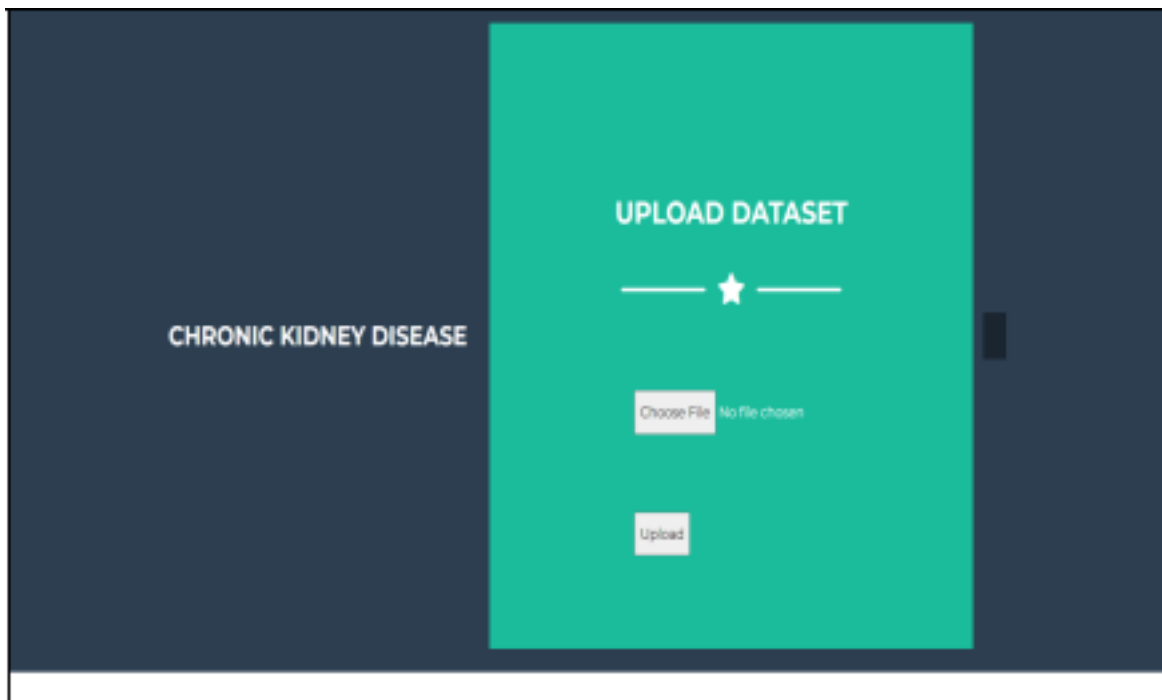 CHRONIC KIDNEY DISEASE
UPLOAD DATASET
Choose File No file chosen
Upload